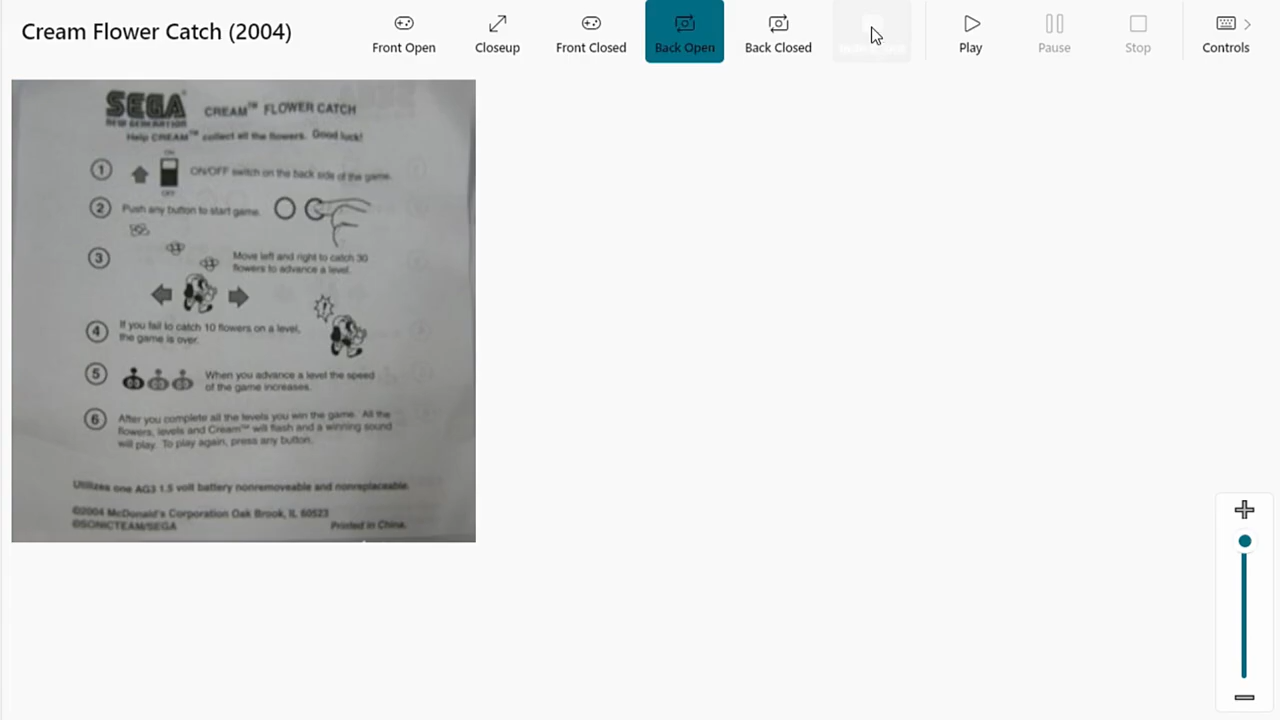 Cream Flower Catch (2004)
Front Open
Closeup
Front Closed
Back Open
Back Closed
Play
Pause
Stop
Controls
SEGA®
NEW GENERATION
CREAM™ FLOWER CATCH
Help CREAM™ collect all the flowers. Good luck!
1
ON
OFF
ON/OFF switch on the back side of the game.
2
Push any button to start game.
3
Move left and right to catch 30
flowers to advance a level.
4
If you fail to catch 10 flowers on a level,
the game is over.
5
When you advance a level the speed
of the game increases.
6
After you complete all the levels you win the game. All the
flowers, levels and Cream™ will flash and a winning sound
will play. To play again, press any button.
Utilizes one AG3 1.5 volt battery nonremoveable and nonreplaceable.
©2004 McDonald's Corporation Oak Brook, IL 60523
©SONICTEAM/SEGA
Printed in China.